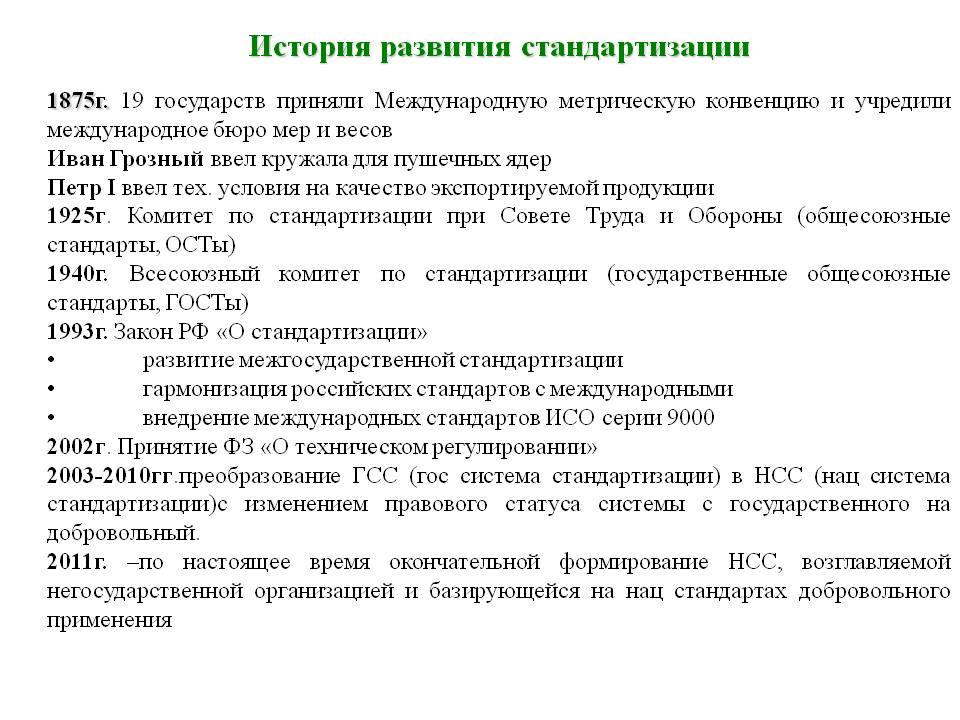 История развития стандартизации
1875г. 19 государств приняли Международную метрическую конвенцию и учредили
международное бюро мер и весов
Иван Грозный ввел кружала для пушечных ядер
Петр I ввел тех. условия на качество экспортируемой продукции
1925г. Комитет по стандартизации при Совете Труда и Обороны (общесоюзные
стандарты, ОСТы)
1940г. Всесоюзный комитет по стандартизации (государственные общесоюзные
стандарты, ГОСТы)
1993г. Закон РФ «О стандартизации»
• развитие межгосударственной стандартизации
• гармонизация российских стандартов с международными
• внедрение международных стандартов ИСО серии 9000
2002г. Принятие ФЗ «О техническом регулировании»
2003-2010гг.преобразование ГСС (гос система стандартизации) в НСС (нац система
стандартизации)с изменением правового статуса системы с государственного на
добровольный.
2011г. –по настоящее время окончательной формирование НСС, возглавляемой
негосударственной организацией и базирующейся на нац стандартах добровольного
применения